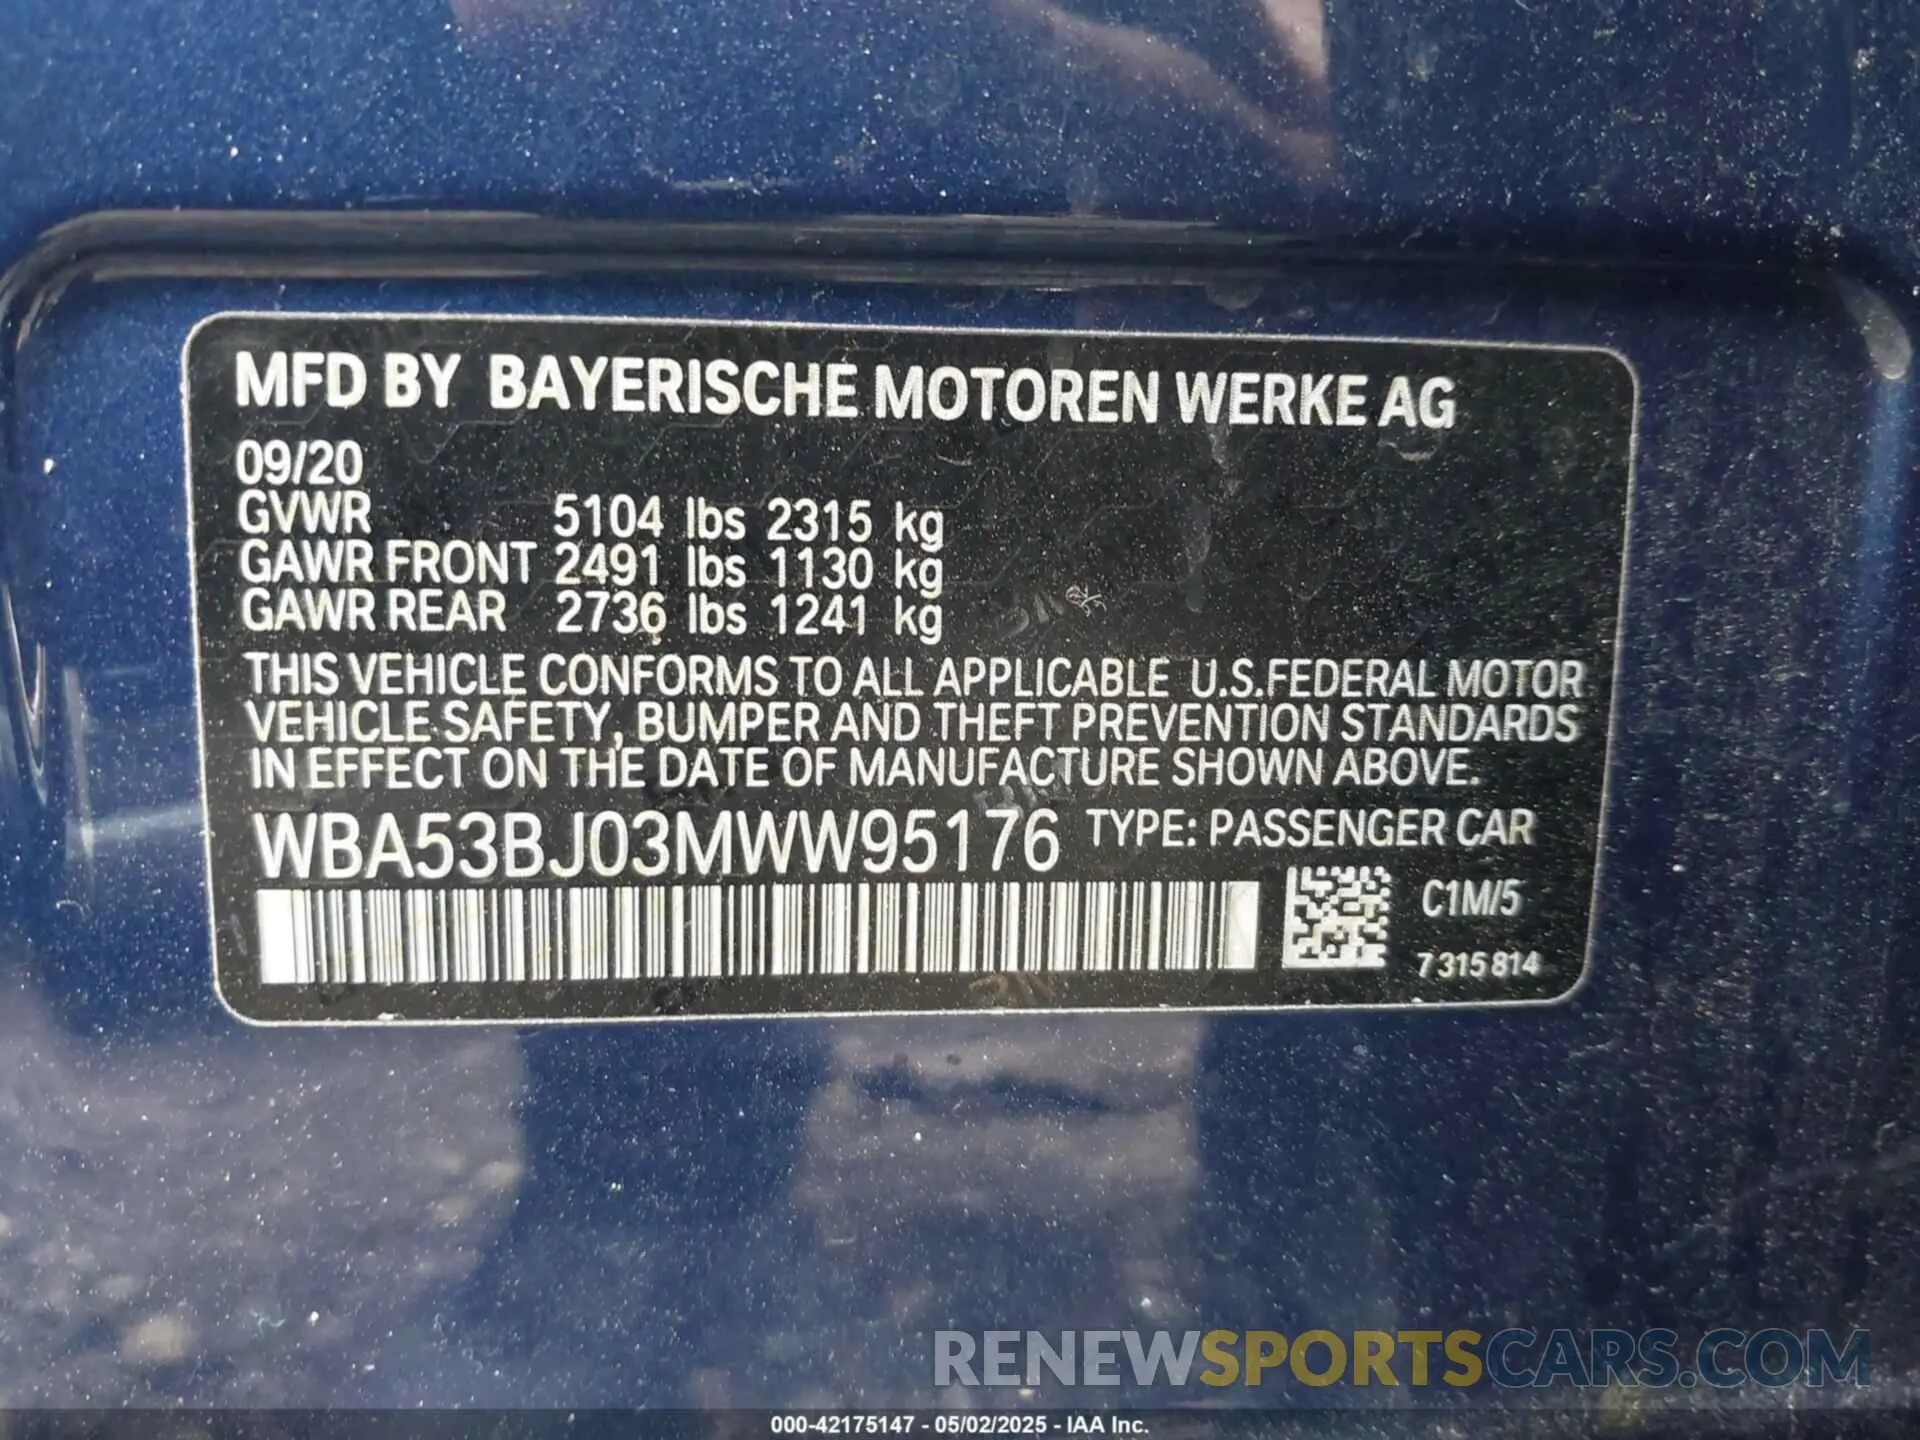 MFD BY BAYERISCHE MOTOREN WERKE AG
09/20
GVWR 5104 lbs 2315 kg
GAWR FRONT 2491 lbs 1130 kg
GAWR REAR 2736 lbs 1241 kg
THIS VEHICLE CONFORMS TO ALL APPLICABLE U.S.FEDERAL MOTOR
VEHICLE SAFETY, BUMPER AND THEFT PREVENTION STANDARDS
IN EFFECT ON THE DATE OF MANUFACTURE SHOWN ABOVE.
WBA53BJ03MWW95176 TYPE: PASSENGER CAR
C1M/5
7 315 814
RENEWSPORTSCARS.COM
000-42175147 - 05/02/2025 - IAA Inc.